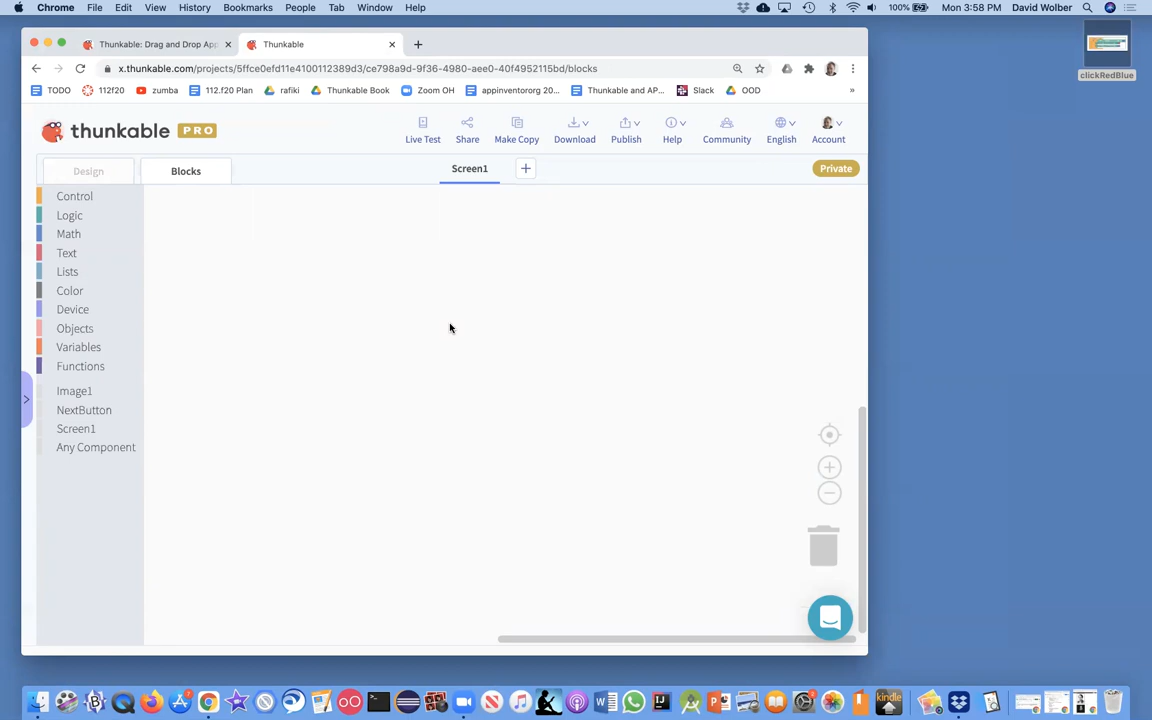 Chrome File Edit View History Bookmarks People Tab Window Help 100% Mon 3:58 PM David Wolber
Thunkable: Drag and Drop App Thunkable
x.thunkable.com/projects/5ffce0efd11e4100112389d3/ce798a9d-9f36-4980-aee0-40f4952115bd/blocks
TODO 112f20 zumba 112.f20 Plan rafiki Thunkable Book Zoom OH appinventororg 20... Thunkable and AP... Slack OOD »
clickRedBlue
thunkable PRO
Live Test Share Make Copy Download Publish Help Community English Account
Design Blocks Screen1 Private
Control
Logic
Math
Text
Lists
Color
Device
Objects
Variables
Functions
Image1
NextButton
Screen1
Any Component
kindle